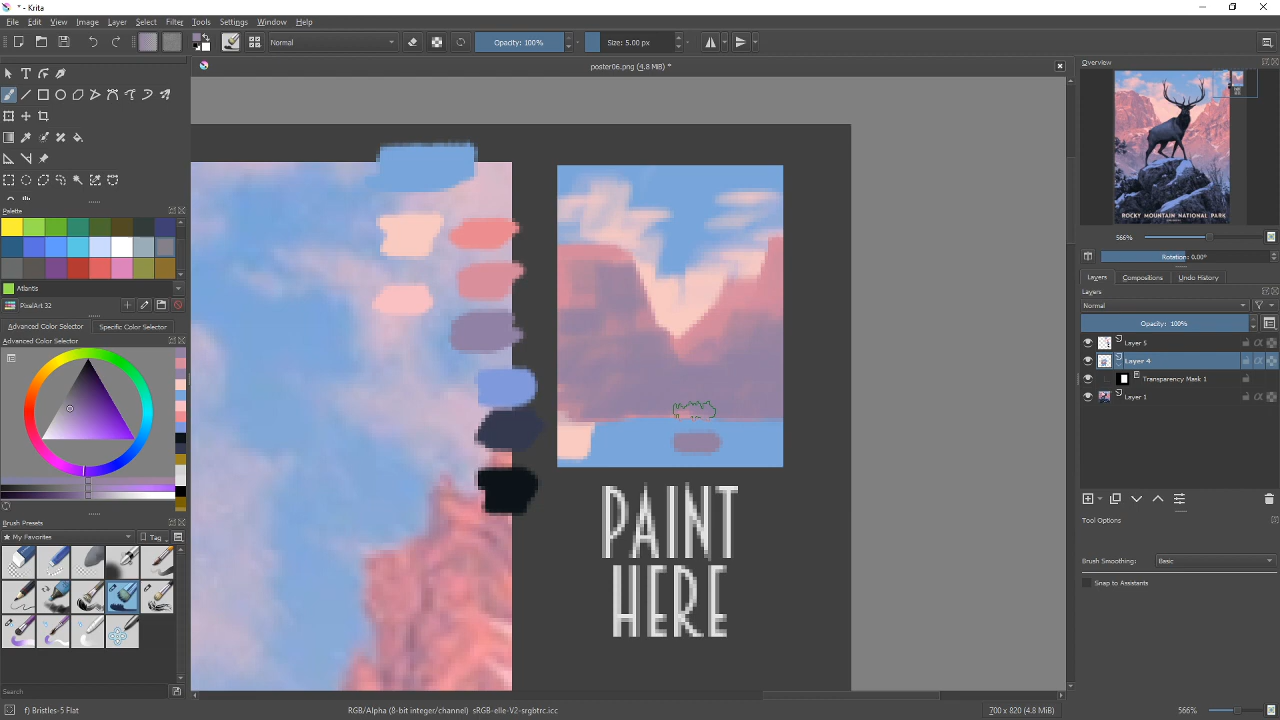 * - Krita
File Edit View Image Layer Select Filter Tools Settings Window Help
Normal
Opacity: 100%
Size: 5.00 px
poster06.png (4.8 MiB) *
Palette
Atlantis
PixelArt 32
Advanced Color Selector Specific Color Selector
Advanced Color Selector
Brush Presets
My Favorites
Tag
Search
f) Bristles-5 Flat
RGB/Alpha (8-bit integer/channel) sRGB-elle-V2-srgbtrc.icc
700 x 820 (4.8 MiB)
566%
PAINT
HERE
Overview
ROCKY MOUNTAIN NATIONAL PARK
566%
Rotation: 0.00°
Layers Compositions Undo History
Layers
Normal
Opacity: 100%
Layer 5
Layer 4
Transparency Mask 1
Layer 1
Tool Options
Brush Smoothing: Basic
Snap to Assistants